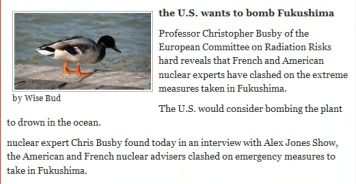 the U.S. wants to bomb Fukushima
Professor Christopher Busby of the
European Committee on Radiation Risks
hard reveals that French and American
nuclear experts have clashed on the extreme
measures taken in Fukushima.
by Wise Bud
The U.S. would consider bombing the plant
to drown in the ocean.
nuclear expert Chris Busby found today in an interview with Alex Jones Show,
the American and French nuclear advisers clashed on emergency measures to
take in Fukushima.